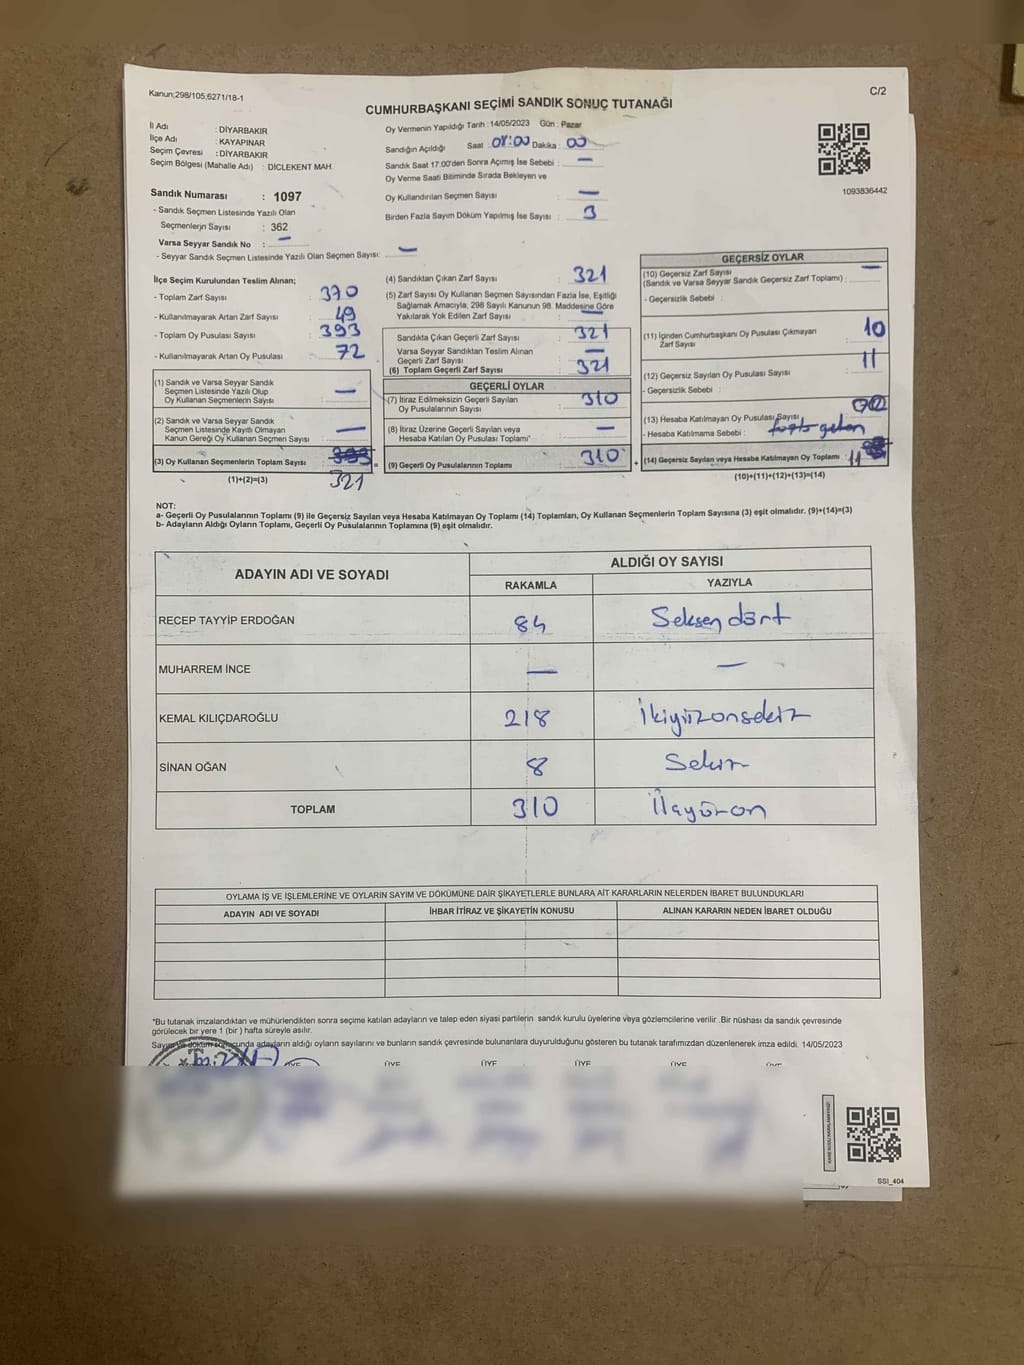 Kanun;298/105,6271/18-1
C/2
CUMHURBAŞKANI SEÇİMİ SANDIK SONUÇ TUTANAĞI
İl Adı : DİYARBAKIR
İlçe Adı : KAYAPINAR
Seçim Çevresi : DİYARBAKIR
Seçim Bölgesi (Mahalle Adı) : DİCLEKENT MAH.
Sandık Numarası : 1097
- Sandık Seçmen Listesinde Yazılı Olan
Seçmenlerin Sayısı : 362
Varsa Seyyar Sandık No : —
- Seyyar Sandık Seçmen Listesinde Yazılı Olan Seçmen Sayısı: —
Oy Vermenin Yapıldığı Tarih :14/05/2023 Gün : Pazar
Sandığın Açıldığı Saat : 08:00 Dakika : 00
Sandık Saat 17.00'den Sonra Açımış İse Sebebi : —
Oy Verme Saati Bitiminde Sırada Bekleyen ve
Oy Kullandırılan Seçmen Sayısı : —
Birden Fazla Sayım Döküm Yapılmış İse Sayısı : 3
1093836442
İlçe Seçim Kurulundan Teslim Alınan;
- Toplam Zarf Sayısı : 370
- Kullanılmayarak Artan Zarf Sayısı : 49
- Toplam Oy Pusulası Sayısı : 393
- Kullanılmayarak Artan Oy Pusulası : 72
(1) Sandık ve Varsa Seyyar Sandık
Seçmen Listesinde Yazılı Olup
Oy Kullanan Seçmenlerin Sayısı : —
(2) Sandık ve Varsa Seyyar Sandık
Seçmen Listesinde Kayıtlı Olmayan
Kanun Gereği Oy Kullanan Seçmen Sayısı : —
(3) Oy Kullanan Seçmenlerin Toplam Sayısı :
(1)+(2)=(3) 321
(4) Sandıktan Çıkan Zarf Sayısı : 321
(5) Zarf Sayısı Oy Kullanan Seçmen Sayısından Fazla İse, Eşitliği
Sağlamak Amacıyla, 298 Sayılı Kanunun 98. Maddesine Göre
Yakılarak Yok Edilen Zarf Sayısı : —
Sandıkta Çıkan Geçerli Zarf Sayısı : 321
Varsa Seyyar Sandıktan Teslim Alınan
Geçerli Zarf Sayısı : —
(6) Toplam Geçerli Zarf Sayısı : 321
GEÇERLİ OYLAR
(7) İtiraz Edilmeksizin Geçerli Sayılan
Oy Pusulalarının Sayısı : 310
(8) İtiraz Üzerine Geçerli Sayılan veya
Hesaba Katılan Oy Pusulası Toplamı : —
(9) Geçerli Oy Pusulalarının Toplamı : 310
GEÇERSİZ OYLAR
(10) Geçersiz Zarf Sayısı
(Sandık ve Varsa Seyyar Sandık Geçersiz Zarf Toplamı) : —
- Geçersizlik Sebebi :
(11) İçinden Cumhurbaşkanı Oy Pusulası Çıkmayan
Zarf Sayısı : 10
(12) Geçersiz Sayılan Oy Pusulası Sayısı : 11
- Geçersizlik Sebebi :
(13) Hesaba Katılmayan Oy Pusulası Sayısı :
- Hesaba Katılmama Sebebi : gelen
(14) Geçersiz Sayılan veya Hesaba Katılmayan Oy Toplamı : 11
(10)+(11)+(12)+(13)=(14)
NOT:
a- Geçerli Oy Pusulalarının Toplamı (9) ile Geçersiz Sayılan veya Hesaba Katılmayan Oy Toplamı (14) Toplamları, Oy Kullanan Seçmenlerin Toplam Sayısına (3) eşit olmalıdır. (9)+(14)=(3)
b- Adayların Aldığı Oyların Toplamı, Geçerli Oy Pusulalarının Toplamına (9) eşit olmalıdır.
ADAYIN ADI VE SOYADI
ALDIĞI OY SAYISI
RAKAMLA YAZIYLA
RECEP TAYYİP ERDOĞAN 84 Seksen dört
MUHARREM İNCE — —
KEMAL KILIÇDAROĞLU 218 İkiyüzonsekiz
SİNAN OĞAN 8 Sekiz
TOPLAM 310
OYLAMA İŞ VE İŞLEMLERİNE VE OYLARIN SAYIM VE DÖKÜMÜNE DAİR ŞİKAYETLERLE BUNLARA AİT KARARLARIN NELERDEN İBARET BULUNDUKLARI
ADAYIN ADI VE SOYADI İHBAR İTİRAZ VE ŞİKAYETİN KONUSU ALINAN KARARIN NEDEN İBARET OLDUĞU
*Bu tutanak imzalandıktan ve mühürlendikten sonra seçime katılan adayların ve talep eden siyasi partilerin sandık kurulu üyelerine veya gözlemcilerine verilir .Bir nüshası da sandık çevresinde
görülecek bir yere 1 (bir ) hafta süreyle asılır.
Sayım ve döküm sonucunda adayların aldığı oyların sayılarını ve bunların sandık çevresinde bulunanlara duyurulduğunu gösteren bu tutanak tarafımızdan düzenlenerek imza edildi. 14/05/2023
ÜYE ÜYE ÜYE ÜYE ÜYE ÜYE
SSI_404